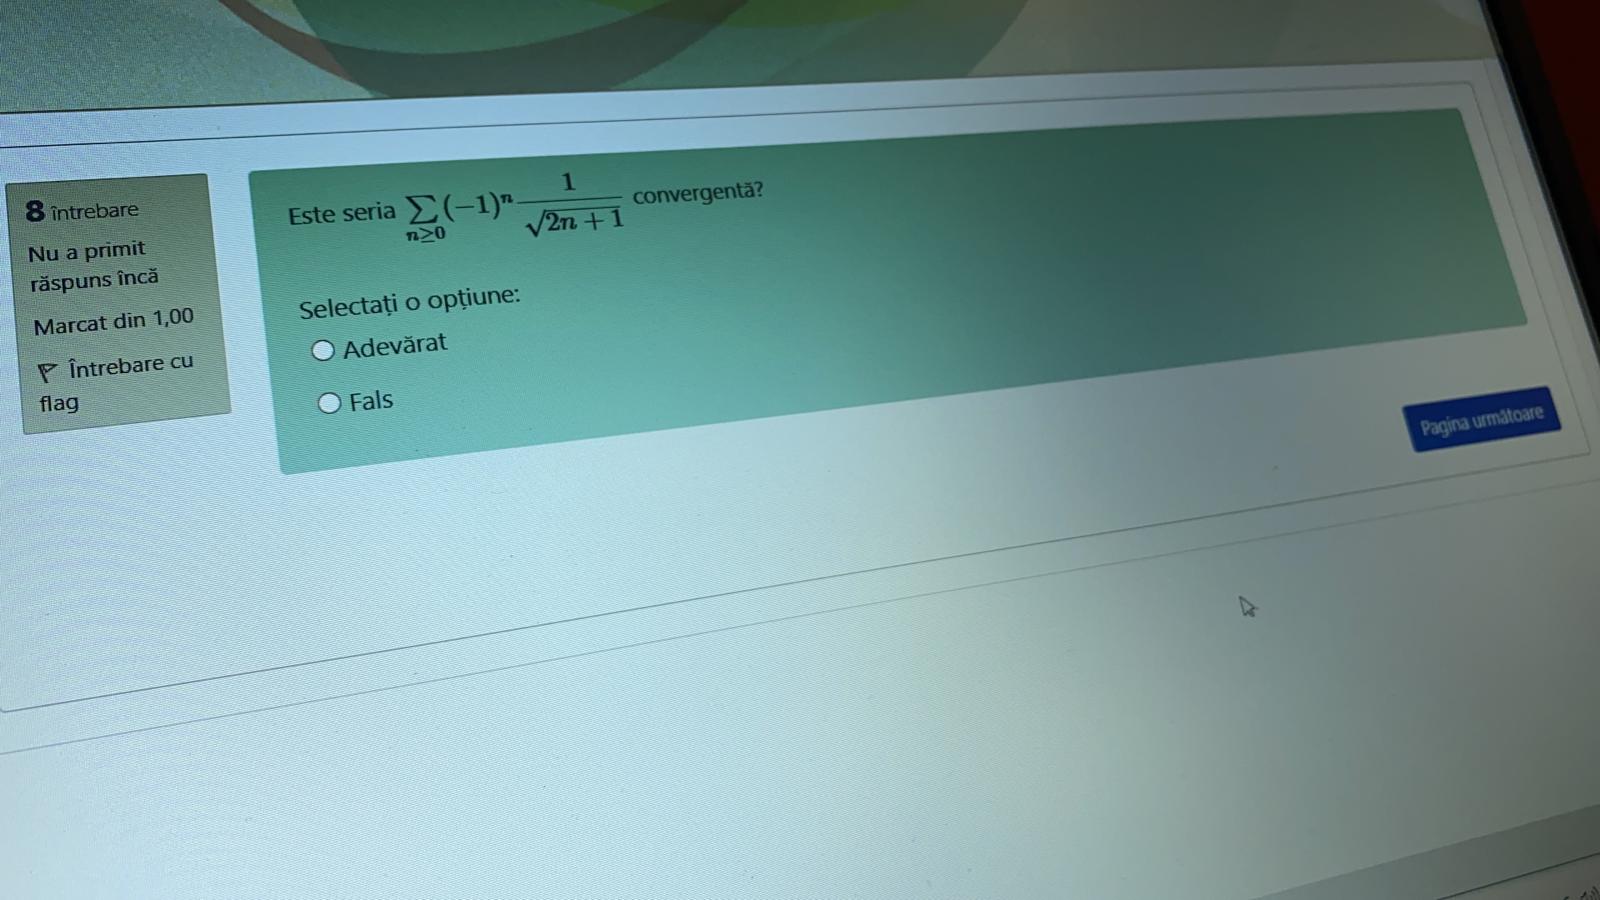 8 întrebare
Nu a primit
răspuns încă
Marcat din 1,00
Întrebare cu
flag
Este seria \sum_{n≥0} (−1)^n \frac{1}{\sqrt{2n + 1}} convergentă?
Selectați o opțiune:
Adevărat
Fals
Pagina următoare